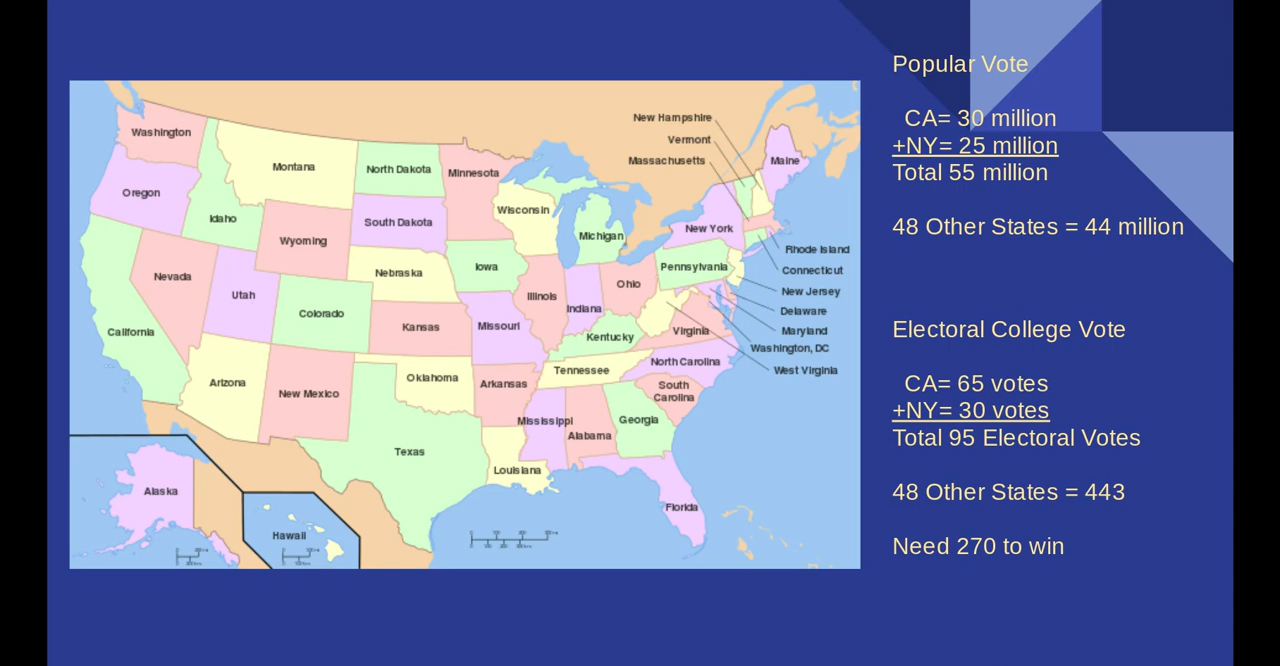 Washington
Montana
North Dakota
Minnesota
New Hampshire
Vermont
Massachusetts
Maine
Oregon
Idaho
Wyoming
South Dakota
Wisconsin
Michigan
New York
Rhode Island
Connecticut
New Jersey
Delaware
Maryland
Washington, DC
West Virginia
Nevada
Utah
Colorado
Nebraska
Iowa
Illinois
Indiana
Ohio
Pennsylvania
California
Kansas
Missouri
Kentucky
Virginia
Arizona
New Mexico
Oklahoma
Arkansas
Tennessee
North Carolina
South
Carolina
Texas
Louisiana
Mississippi
Alabama
Georgia
Florida
Alaska
Hawaii
Popular Vote
CA= 30 million
+NY= 25 million
Total 55 million
48 Other States = 44 million
Electoral College Vote
CA= 65 votes
+NY= 30 votes
Total 95 Electoral Votes
48 Other States = 443
Need 270 to win